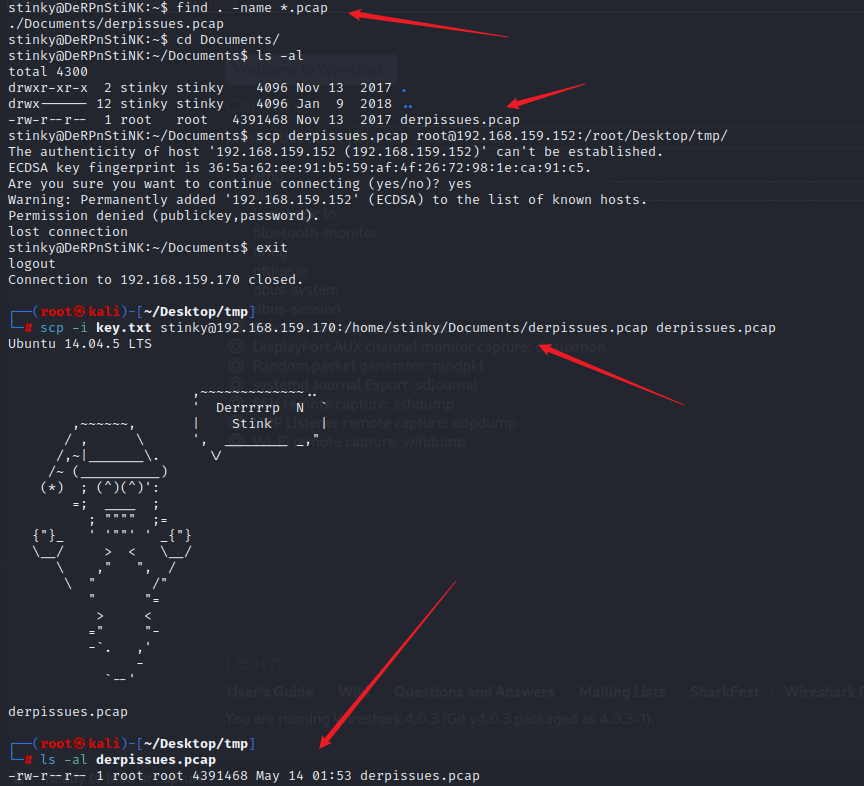 stinky@DeRPnStiNK:~$ find . -name *.pcap
./Documents/derpissues.pcap
stinky@DeRPnStiNK:~$ cd Documents/
stinky@DeRPnStiNK:~/Documents$ ls -al
total 4300
drwxr-xr-x  2 stinky stinky    4096 Nov 13  2017 .
drwx------ 12 stinky stinky    4096 Jan  9  2018 ..
-rw-r--r--  1 root   root   4391468 Nov 13  2017 derpissues.pcap
stinky@DeRPnStiNK:~/Documents$ scp derpissues.pcap root@192.168.159.152:/root/Desktop/tmp/
The authenticity of host '192.168.159.152 (192.168.159.152)' can't be established.
ECDSA key fingerprint is 36:5a:62:ee:91:b5:59:af:4f:26:72:98:1e:ca:91:c5.
Are you sure you want to continue connecting (yes/no)? yes
Warning: Permanently added '192.168.159.152' (ECDSA) to the list of known hosts.
Permission denied (publickey,password).
lost connection
bluetooth-monitor
stinky@DeRPnStiNK:~/Documents$ exit
logout
Connection to 192.168.159.170 closed.
dbus-system
dbus-session
┌──(root㉿kali)-[~/Desktop/tmp]
└─# scp -i key.txt stinky@192.168.159.170:/home/stinky/Documents/derpissues.pcap derpissues.pcap
Ubuntu 14.04.5 LTS
DisplayPort AUX channel monitor capture:
Random packet generator: randpkt
systemd Journal Export: sdjournal
remote capture: sshdump
Listener remote capture: udpdump
Wi-Fi remote capture: wifidump
Derrrrrp N
Stink
Learn
User's Guide · Wiki · Questions and Answers · Mailing Lists · SharkFest · Wireshark
You are running Wireshark 4.0.3 (Git v4.0.3 packaged as 4.0.3-1).
derpissues.pcap
┌──(root㉿kali)-[~/Desktop/tmp]
└─# ls -al derpissues.pcap
-rw-r--r-- 1 root root 4391468 May 14 01:53 derpissues.pcap